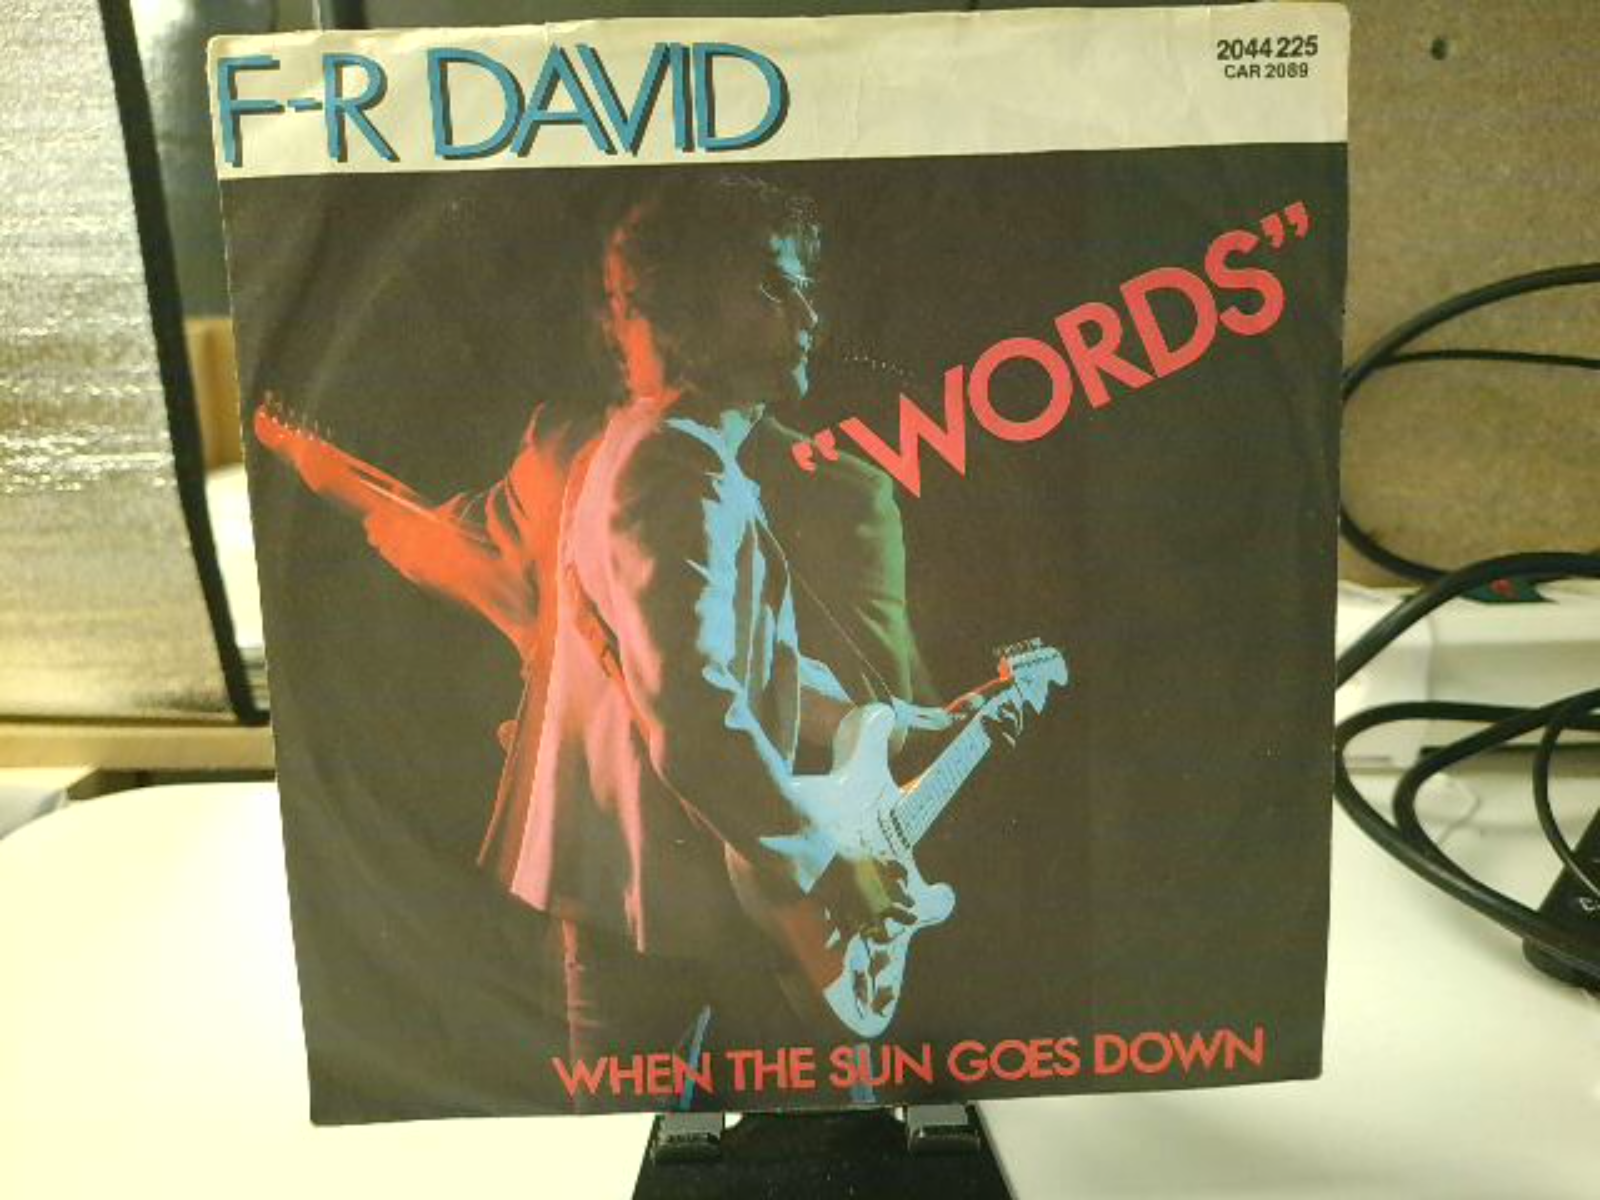 F-R DAVID
2044 225
CAR 2089
"WORDS"
WHEN THE SUN GOES DOWN